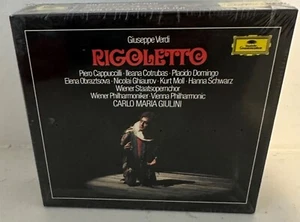 Giuseppe Verdi
RIGOLETTO
Piero Cappuccilli · Ileana Cotrubas · Placido Domingo
Elena Obraztsova · Nicolai Ghiaurov · Kurt Moll · Hanna Schwarz
Wiener Staatsopernchor
Wiener Philharmoniker · Vienna Philharmonic
CARLO MARIA GIULINI